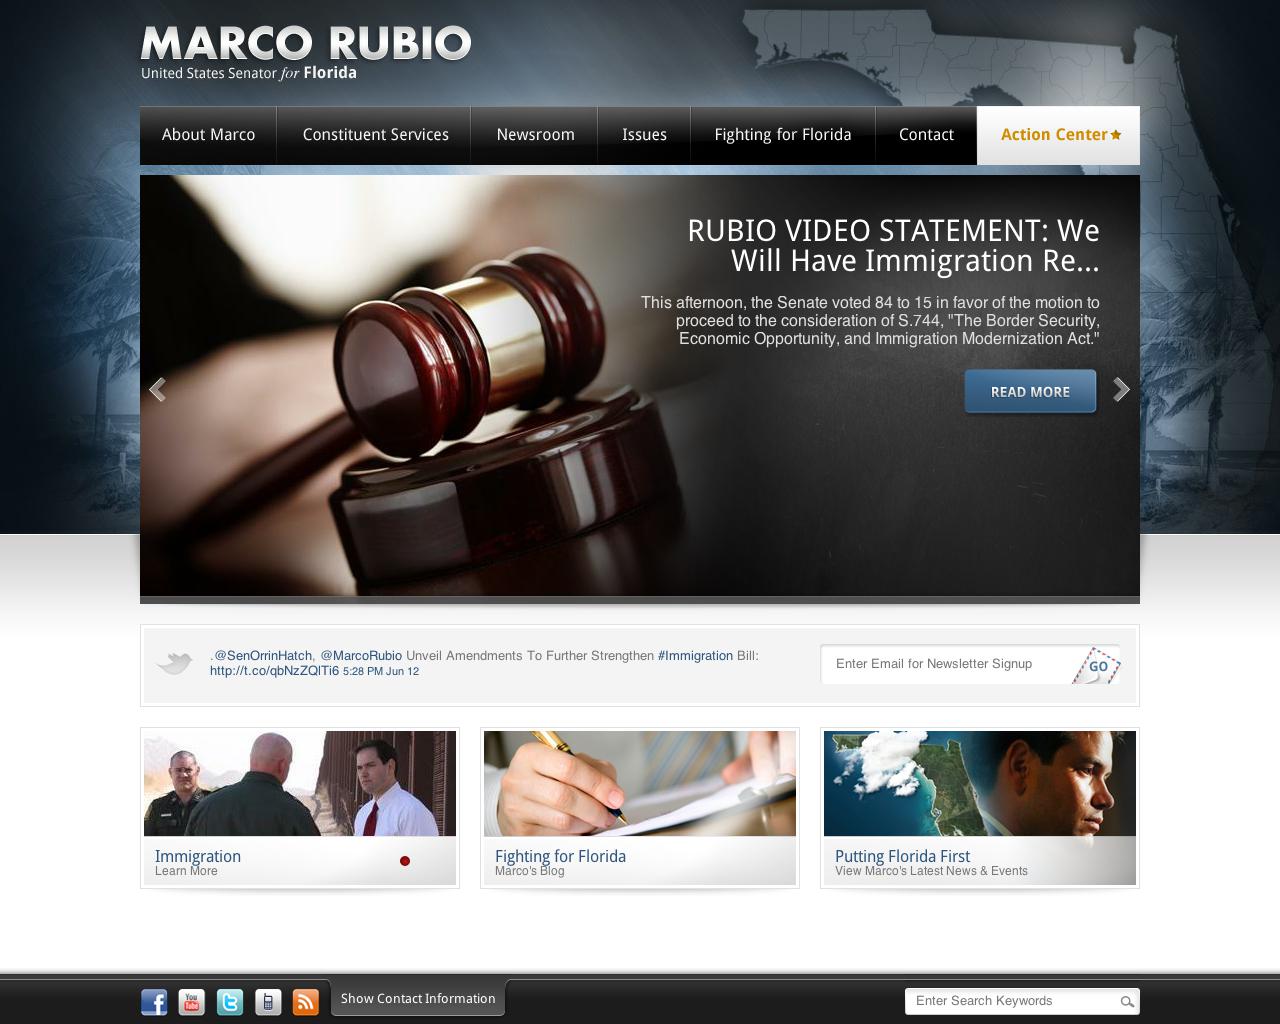 MARCO RUBIO
United States Senator for Florida
About Marco
Constituent Services
Newsroom
Issues
Fighting for Florida
Contact
Action Center
RUBIO VIDEO STATEMENT: We
Will Have Immigration Re...
This afternoon, the Senate voted 84 to 15 in favor of the motion to
proceed to the consideration of S.744, "The Border Security,
Economic Opportunity, and Immigration Modernization Act."
READ MORE
.@SenOrrinHatch, @MarcoRubio Unveil Amendments To Further Strengthen #Immigration Bill:
http://t.co/qbNzZQlTi6 5:28 PM Jun 12
Enter Email for Newsletter Signup
GO
Immigration
Learn More
Fighting for Florida
Marco's Blog
Putting Florida First
View Marco's Latest News & Events
You Tube
Show Contact Information
Enter Search Keywords